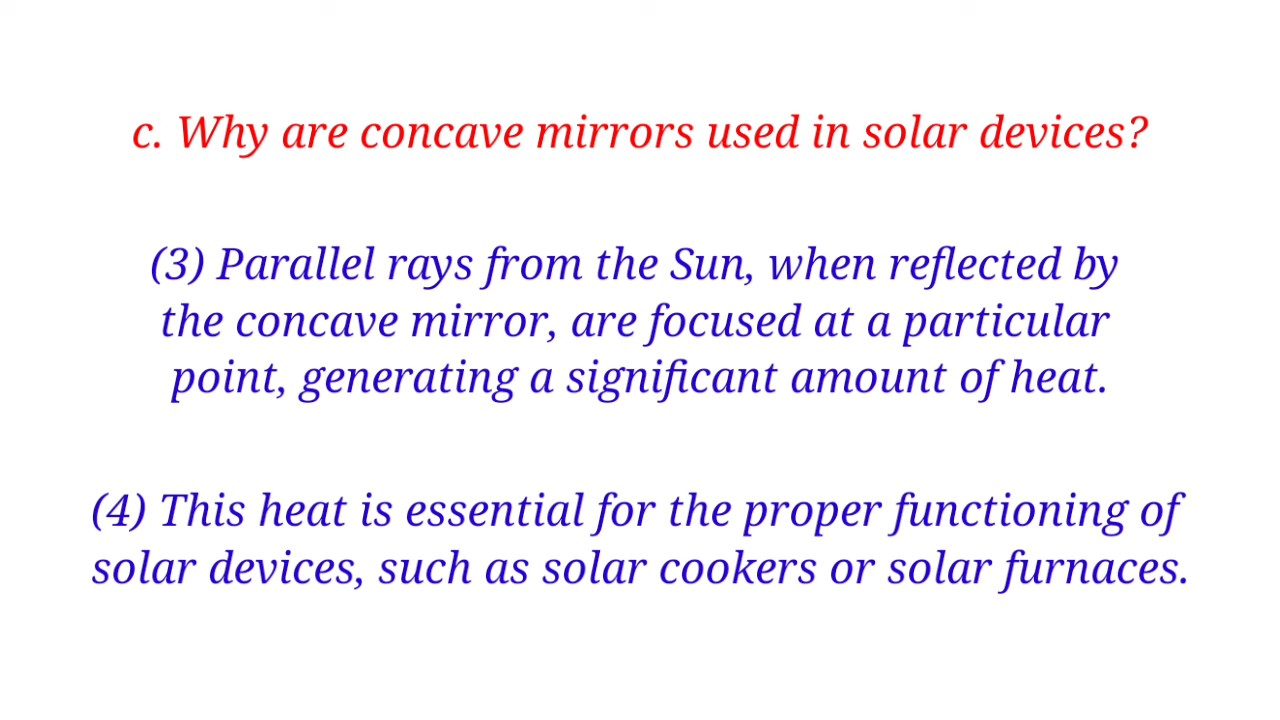 c. Why are concave mirrors used in solar devices?
(3) Parallel rays from the Sun, when reflected by
the concave mirror, are focused at a particular
point, generating a significant amount of heat.
(4) This heat is essential for the proper functioning of
solar devices, such as solar cookers or solar furnaces.